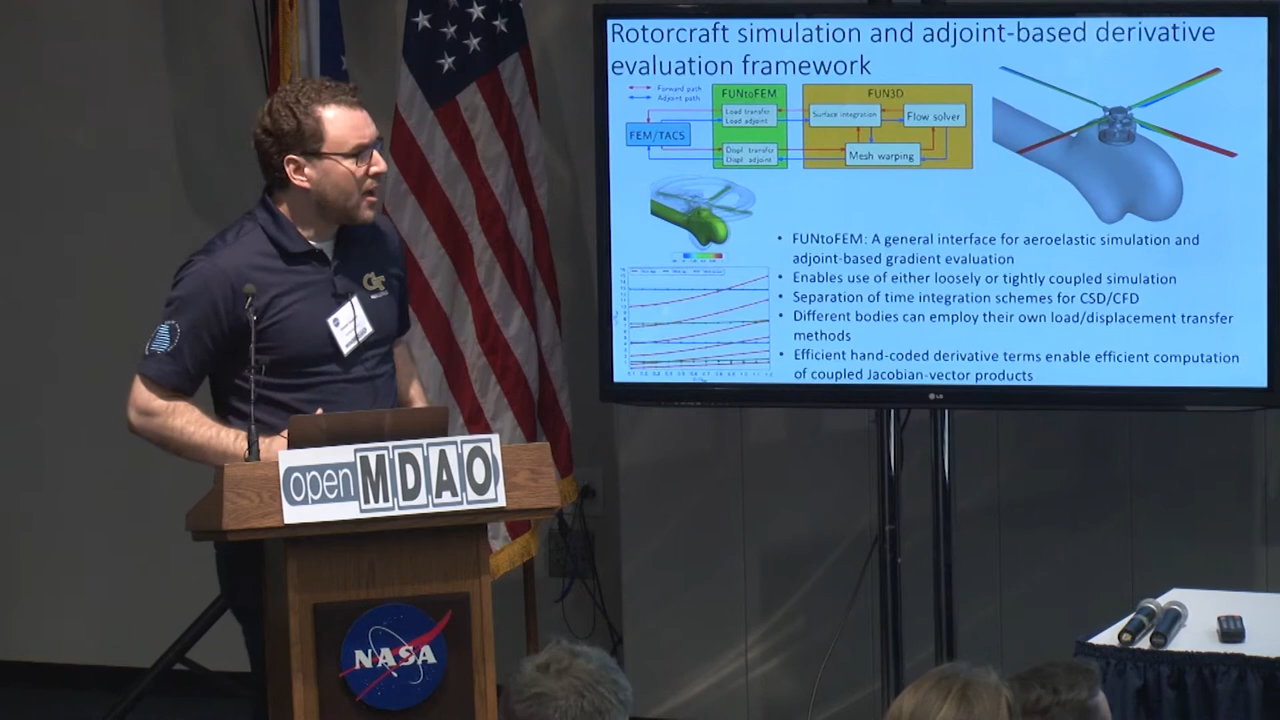 Rotorcraft simulation and adjoint-based derivative
evaluation framework
Forward path
Adjoint path
FUNtoFEM
FUN3D
Load transfer
Load adjoint
Surface integration
Flow solver
FEM/TACS
Displ transfer
Displ adjoint
Mesh warping
• FUNtoFEM: A general interface for aeroelastic simulation and
adjoint-based gradient evaluation
• Enables use of either loosely or tightly coupled simulation
• Separation of time integration schemes for CSD/CFD
• Different bodies can employ their own load/displacement transfer
methods
• Efficient hand-coded derivative terms enable efficient computation
of coupled Jacobian-vector products
LG
GT
openMDAO
NASA